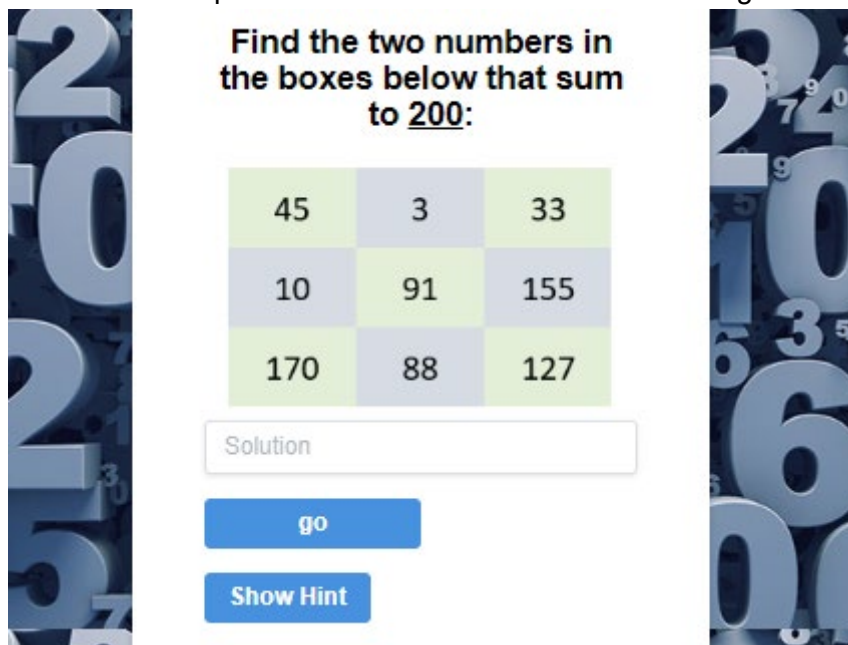 Find the two numbers in
the boxes below that sum
to 200:
45 3 33
10 91 155
170 88 127
Solution
go
Show Hint